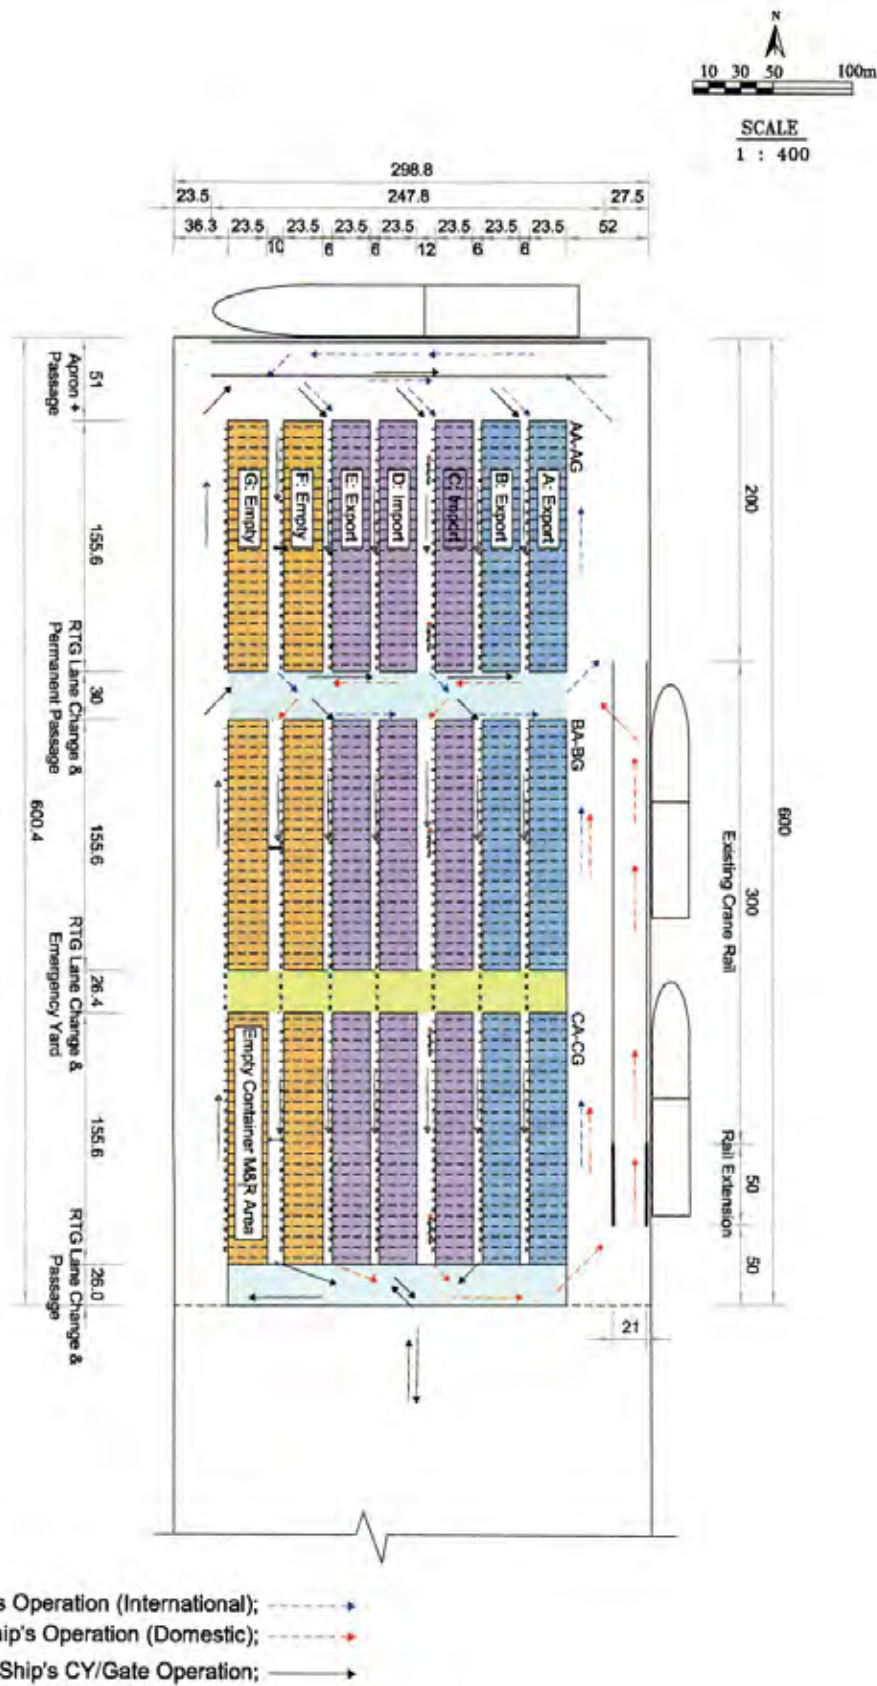 N
10 30 50 100m
SCALE
1 : 400
298.8
23.5 247.8 27.5
36.3 23.5 23.5 23.5 23.5 23.5 23.5 23.5 52
10 6 6 12 6 6
51
Apron +
Passage
155.6
RTG Lane Change &
Permanent Passage
30
155.6
600.4
RTG Lane Change &
Emergency Yard
26.4
155.6
RTG Lane Change &
Passage
26.0
AA-AG
G: Empty
F: Empty
E: Export
D: Import
C: Import
B: Export
A: Export
BA-BG
CA-CG
Empty Container M&R Area
200
600
300
Existing Crane Rail
50
Rail Extension
50
21
s Operation (International);
ip's Operation (Domestic);
Ship's CY/Gate Operation;